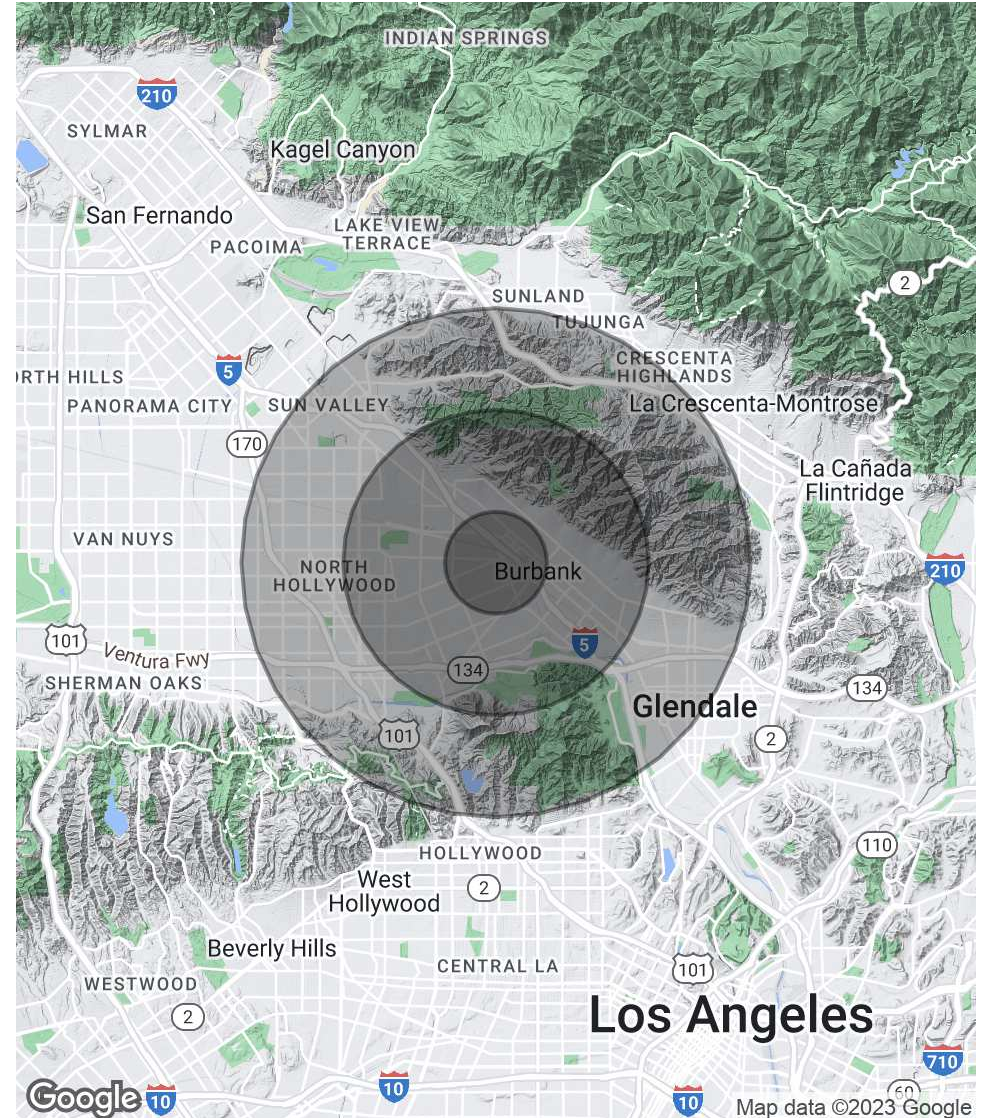 INDIAN SPRINGS
210
SYLMAR
Kagel Canyon
San Fernando
LAKE VIEW
TERRACE
PACOIMA
2
SUNLAND
TUJUNGA
CRESCENTA
HIGHLANDS
5
RTH HILLS
PANORAMA CITY
SUN VALLEY
La Crescenta-Montrose
170
La Cañada
Flintridge
VAN NUYS
NORTH
HOLLYWOOD
Burbank
210
101
Ventura Fwy
5
134
SHERMAN OAKS
134
Glendale
101
2
110
HOLLYWOOD
West
Hollywood
2
Beverly Hills
CENTRAL LA
101
WESTWOOD
2
Los Angeles
710
10
10
10
60
Google
Map data ©2023 Google